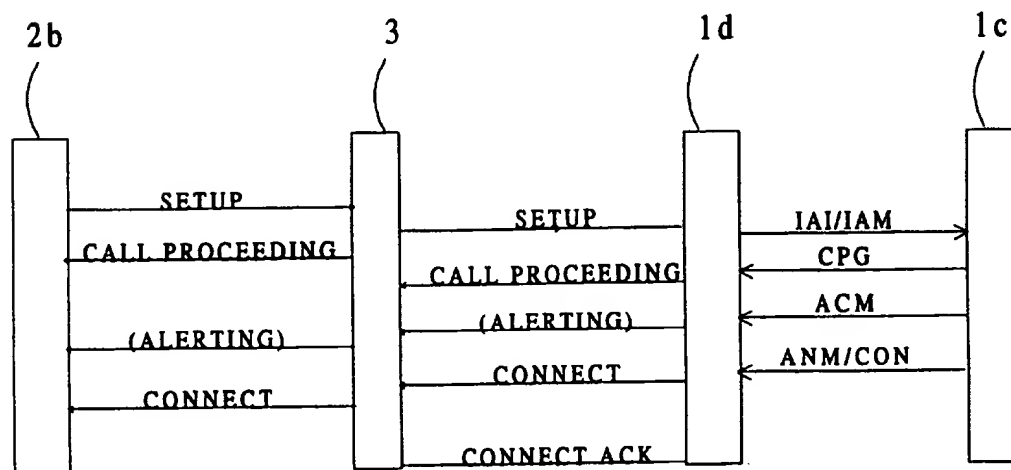 2b
3
1d
1c
SETUP
SETUP
IAI/IAM
CALL PROCEEDING
CPG
CALL PROCEEDING
ACM
(ALERTING)
(ALERTING)
ANM/CON
CONNECT
CONNECT
CONNECT ACK